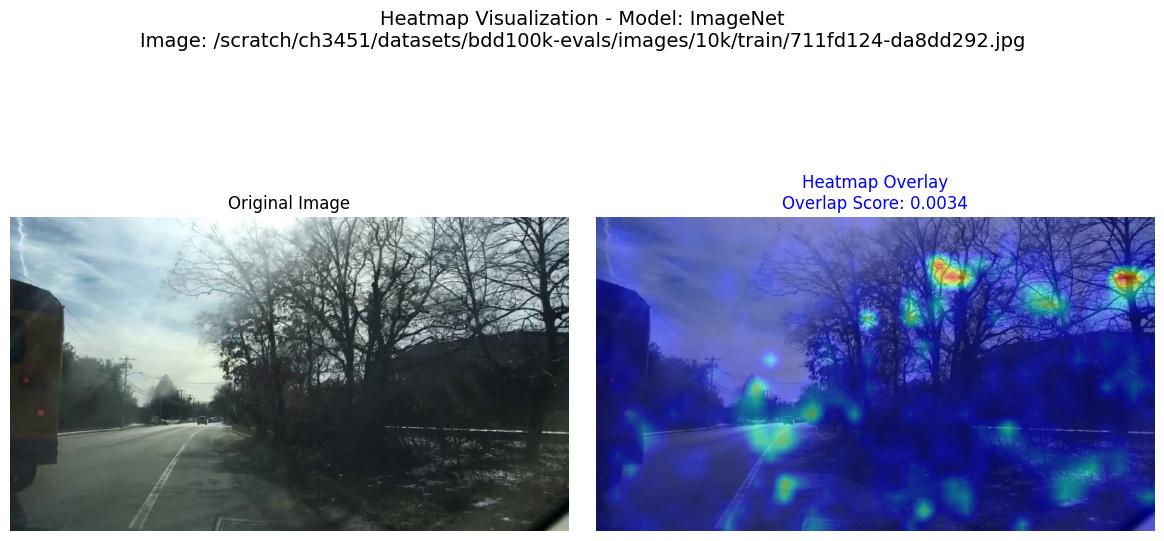 Heatmap Visualization - Model: ImageNet
Image: /scratch/ch3451/datasets/bdd100k-evals/images/10k/train/711fd124-da8dd292.jpg
Original Image
Heatmap Overlay
Overlap Score: 0.0034